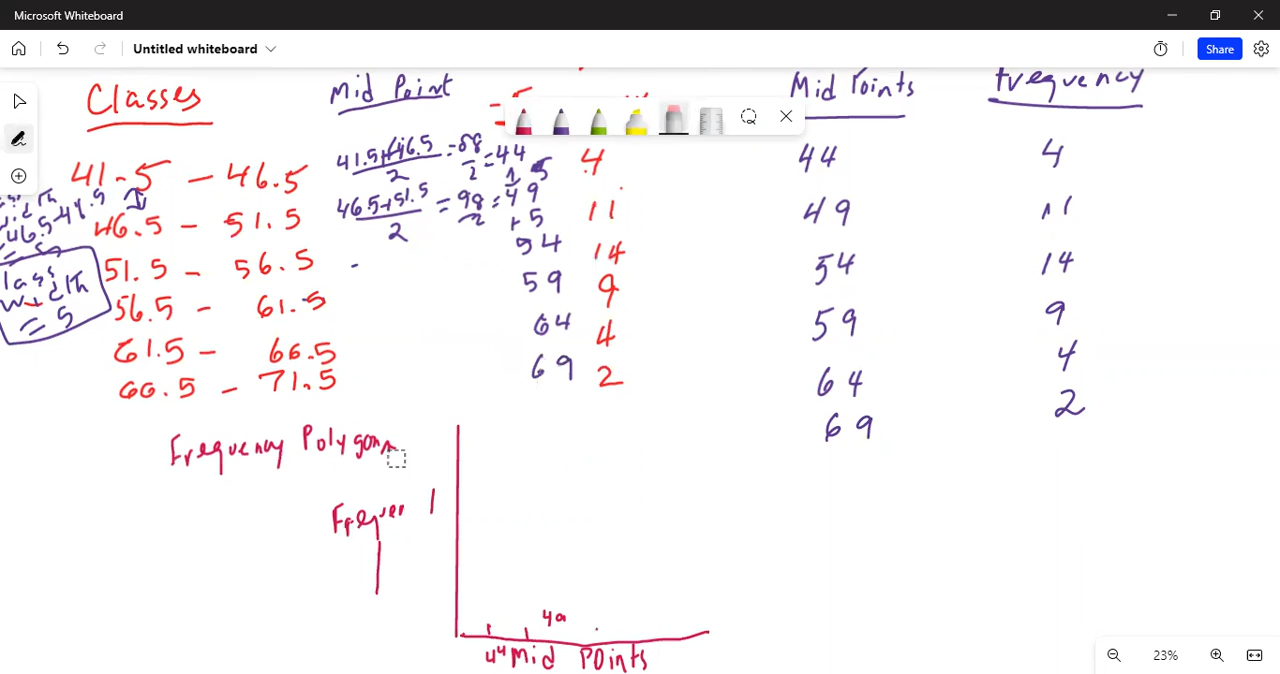 Microsoft Whiteboard
Untitled whiteboard
Share
Classes
Mid Point
Mid Points
Frequency
41.5 - 46.5
41.5+46.5/2 = 88/2 = 44
4
44
4
46.5 - 51.5
46.5+51.5/2 = 98/2 = 49
11
49
11
+5
51.5 - 56.5
54
14
54
14
56.5 - 61.5
59
9
59
9
61.5 - 66.5
64
4
64
4
66.5 - 71.5
69
2
69
2
width
= 5
Frequency Polygon
Frequen
44
Mid Points
23%